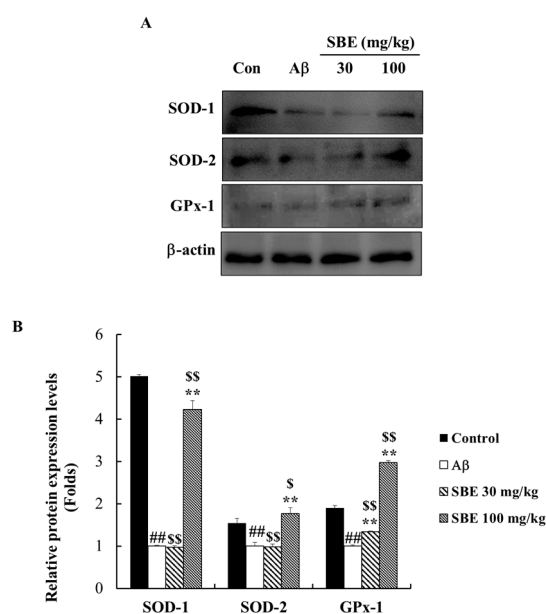 A
SBE (mg/kg)
Con Aβ 30 100
SOD-1
SOD-2
GPx-1
β-actin
B
Relative protein expression levels
(Folds)
6
5
4
3
2
1
0
## $$ $$
**
## $$ $
**
## $$
** $$
**
SOD-1 SOD-2 GPx-1
Control
Aβ
SBE 30 mg/kg
SBE 100 mg/kg